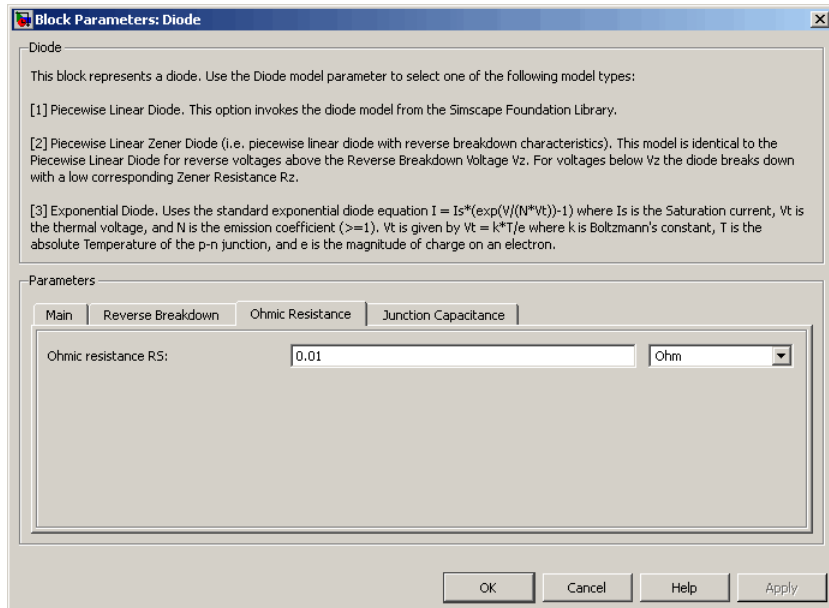 Block Parameters: Diode
Diode
This block represents a diode. Use the Diode model parameter to select one of the following model types:
[1] Piecewise Linear Diode. This option invokes the diode model from the Simscape Foundation Library.
[2] Piecewise Linear Zener Diode (i.e. piecewise linear diode with reverse breakdown characteristics). This model is identical to the
Piecewise Linear Diode for reverse voltages above the Reverse Breakdown Voltage Vz. For voltages below Vz the diode breaks down
with a low corresponding Zener Resistance Rz.
[3] Exponential Diode. Uses the standard exponential diode equation I = Is*(exp(V/(N*Vt))-1) where Is is the Saturation current, Vt is
the thermal voltage, and N is the emission coefficient (>=1). Vt is given by Vt = k*T/e where k is Boltzmann's constant, T is the
absolute Temperature of the p-n junction, and e is the magnitude of charge on an electron.
Parameters
Main Reverse Breakdown Ohmic Resistance Junction Capacitance
Ohmic resistance RS: 0.01 Ohm
OK Cancel Help Apply